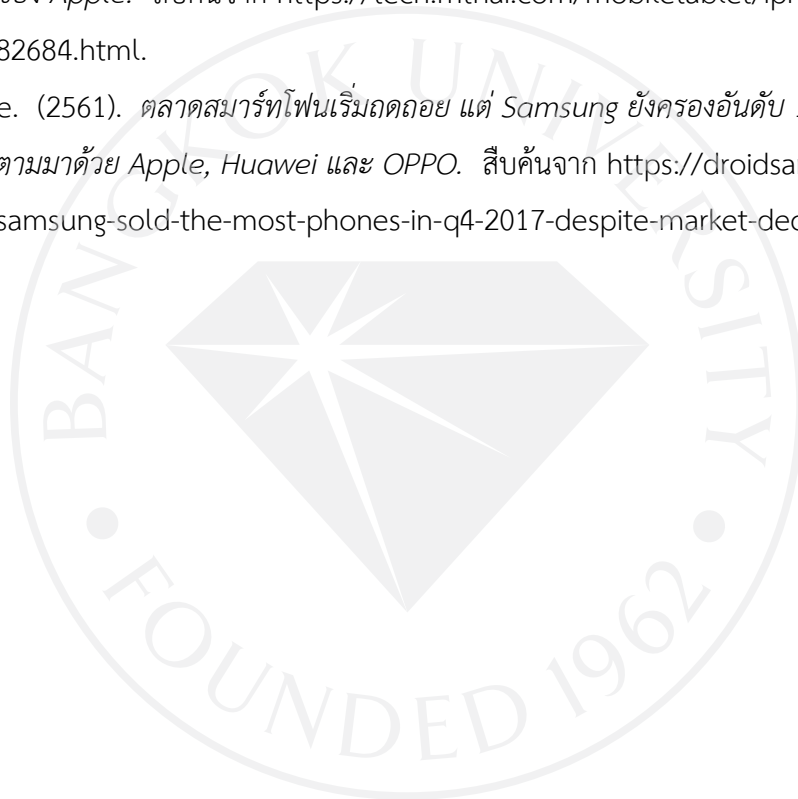 Apple. สืบค้นจาก https://tech.mthai.com/mobiletablet/ip
82684.html.
e. (2561). ตลาดสมาร์ทโฟนเริ่มถดถอย แต่ Samsung ยังครองอันดับ
ตามมาด้วย Apple, Huawei และ OPPO. สืบค้นจาก https://droidsa
samsung-sold-the-most-phones-in-q4-2017-despite-market-dec
BANGKOK UNIVERSITY
FOUNDED 1962